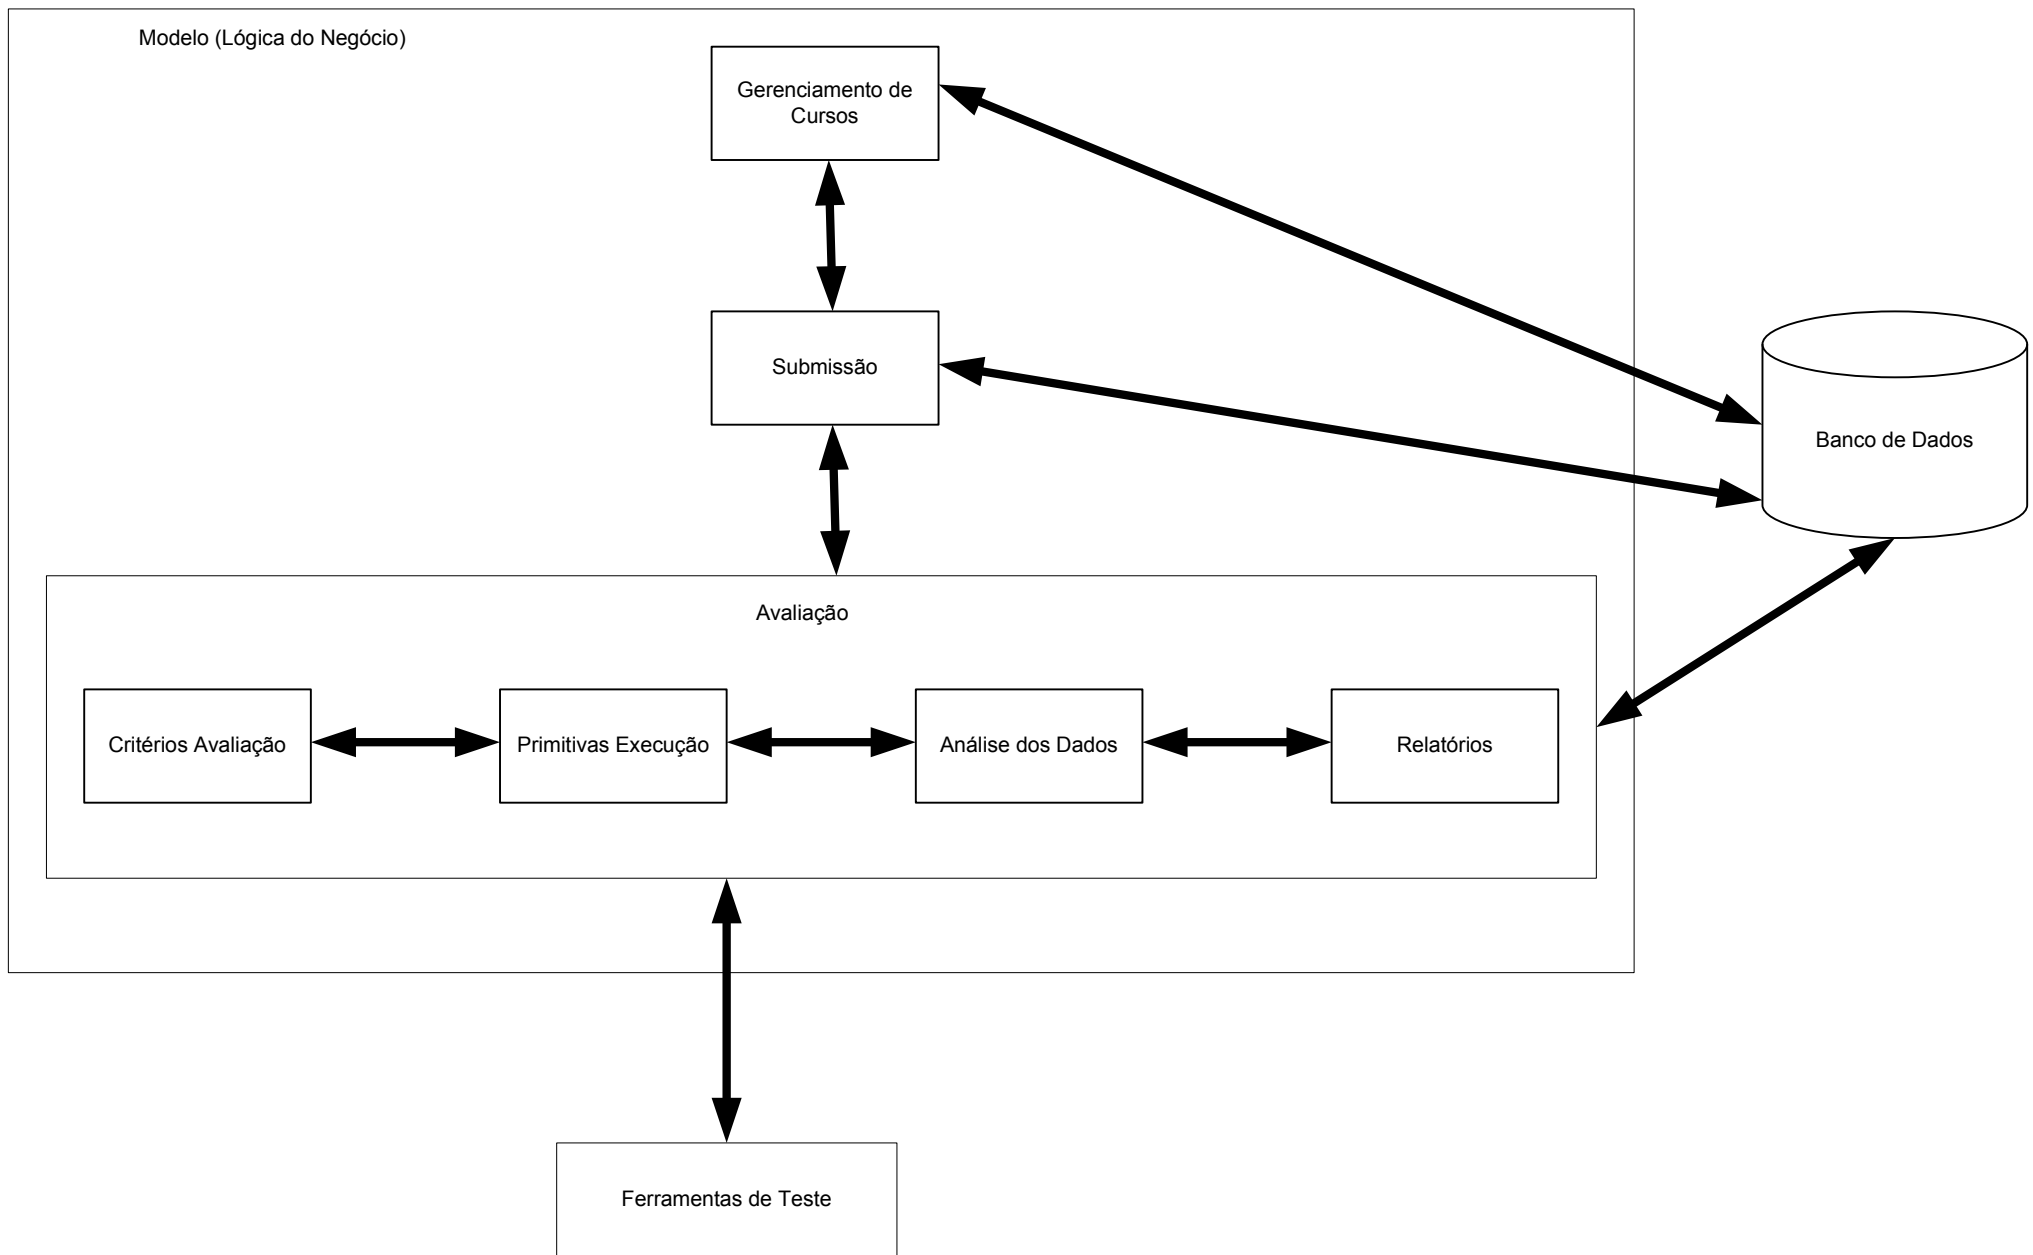 Modelo (Lógica do Negócio)
Gerenciamento de
Cursos
Submissão
Banco de Dados
Avaliação
Critérios Avaliação
Primitivas Execução
Análise dos Dados
Relatórios
Ferramentas de Teste